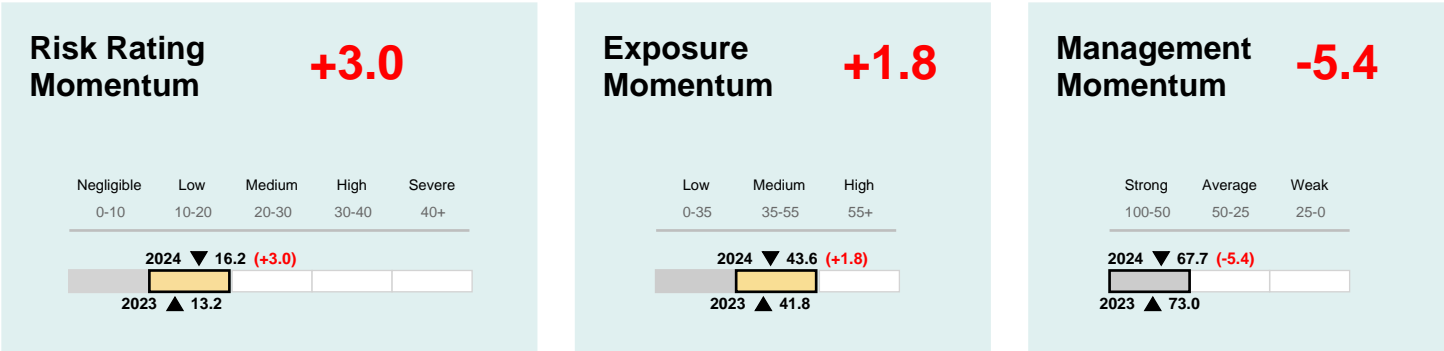 Risk Rating
Momentum
+3.0
Negligible Low Medium High Severe
0-10 10-20 20-30 30-40 40+
2024 ▼ 16.2 (+3.0)
2023 ▲ 13.2
Exposure
Momentum
+1.8
Low Medium High
0-35 35-55 55+
2024 ▼ 43.6 (+1.8)
2023 ▲ 41.8
Management
Momentum
-5.4
Strong Average Weak
100-50 50-25 25-0
2024 ▼ 67.7 (-5.4)
2023 ▲ 73.0